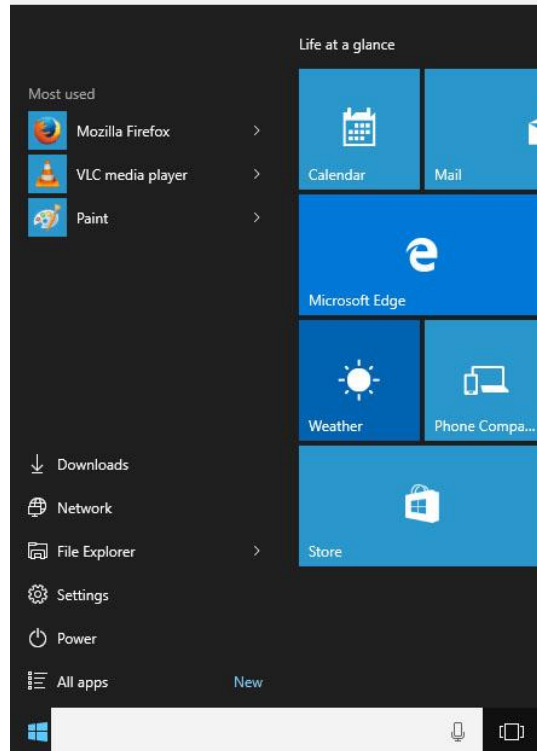 Life at a glance
Most used
Mozilla Firefox
VLC media player
Paint
Calendar
Mail
Microsoft Edge
Weather
Phone Compa...
Store
Downloads
Network
File Explorer
Settings
Power
All apps
New